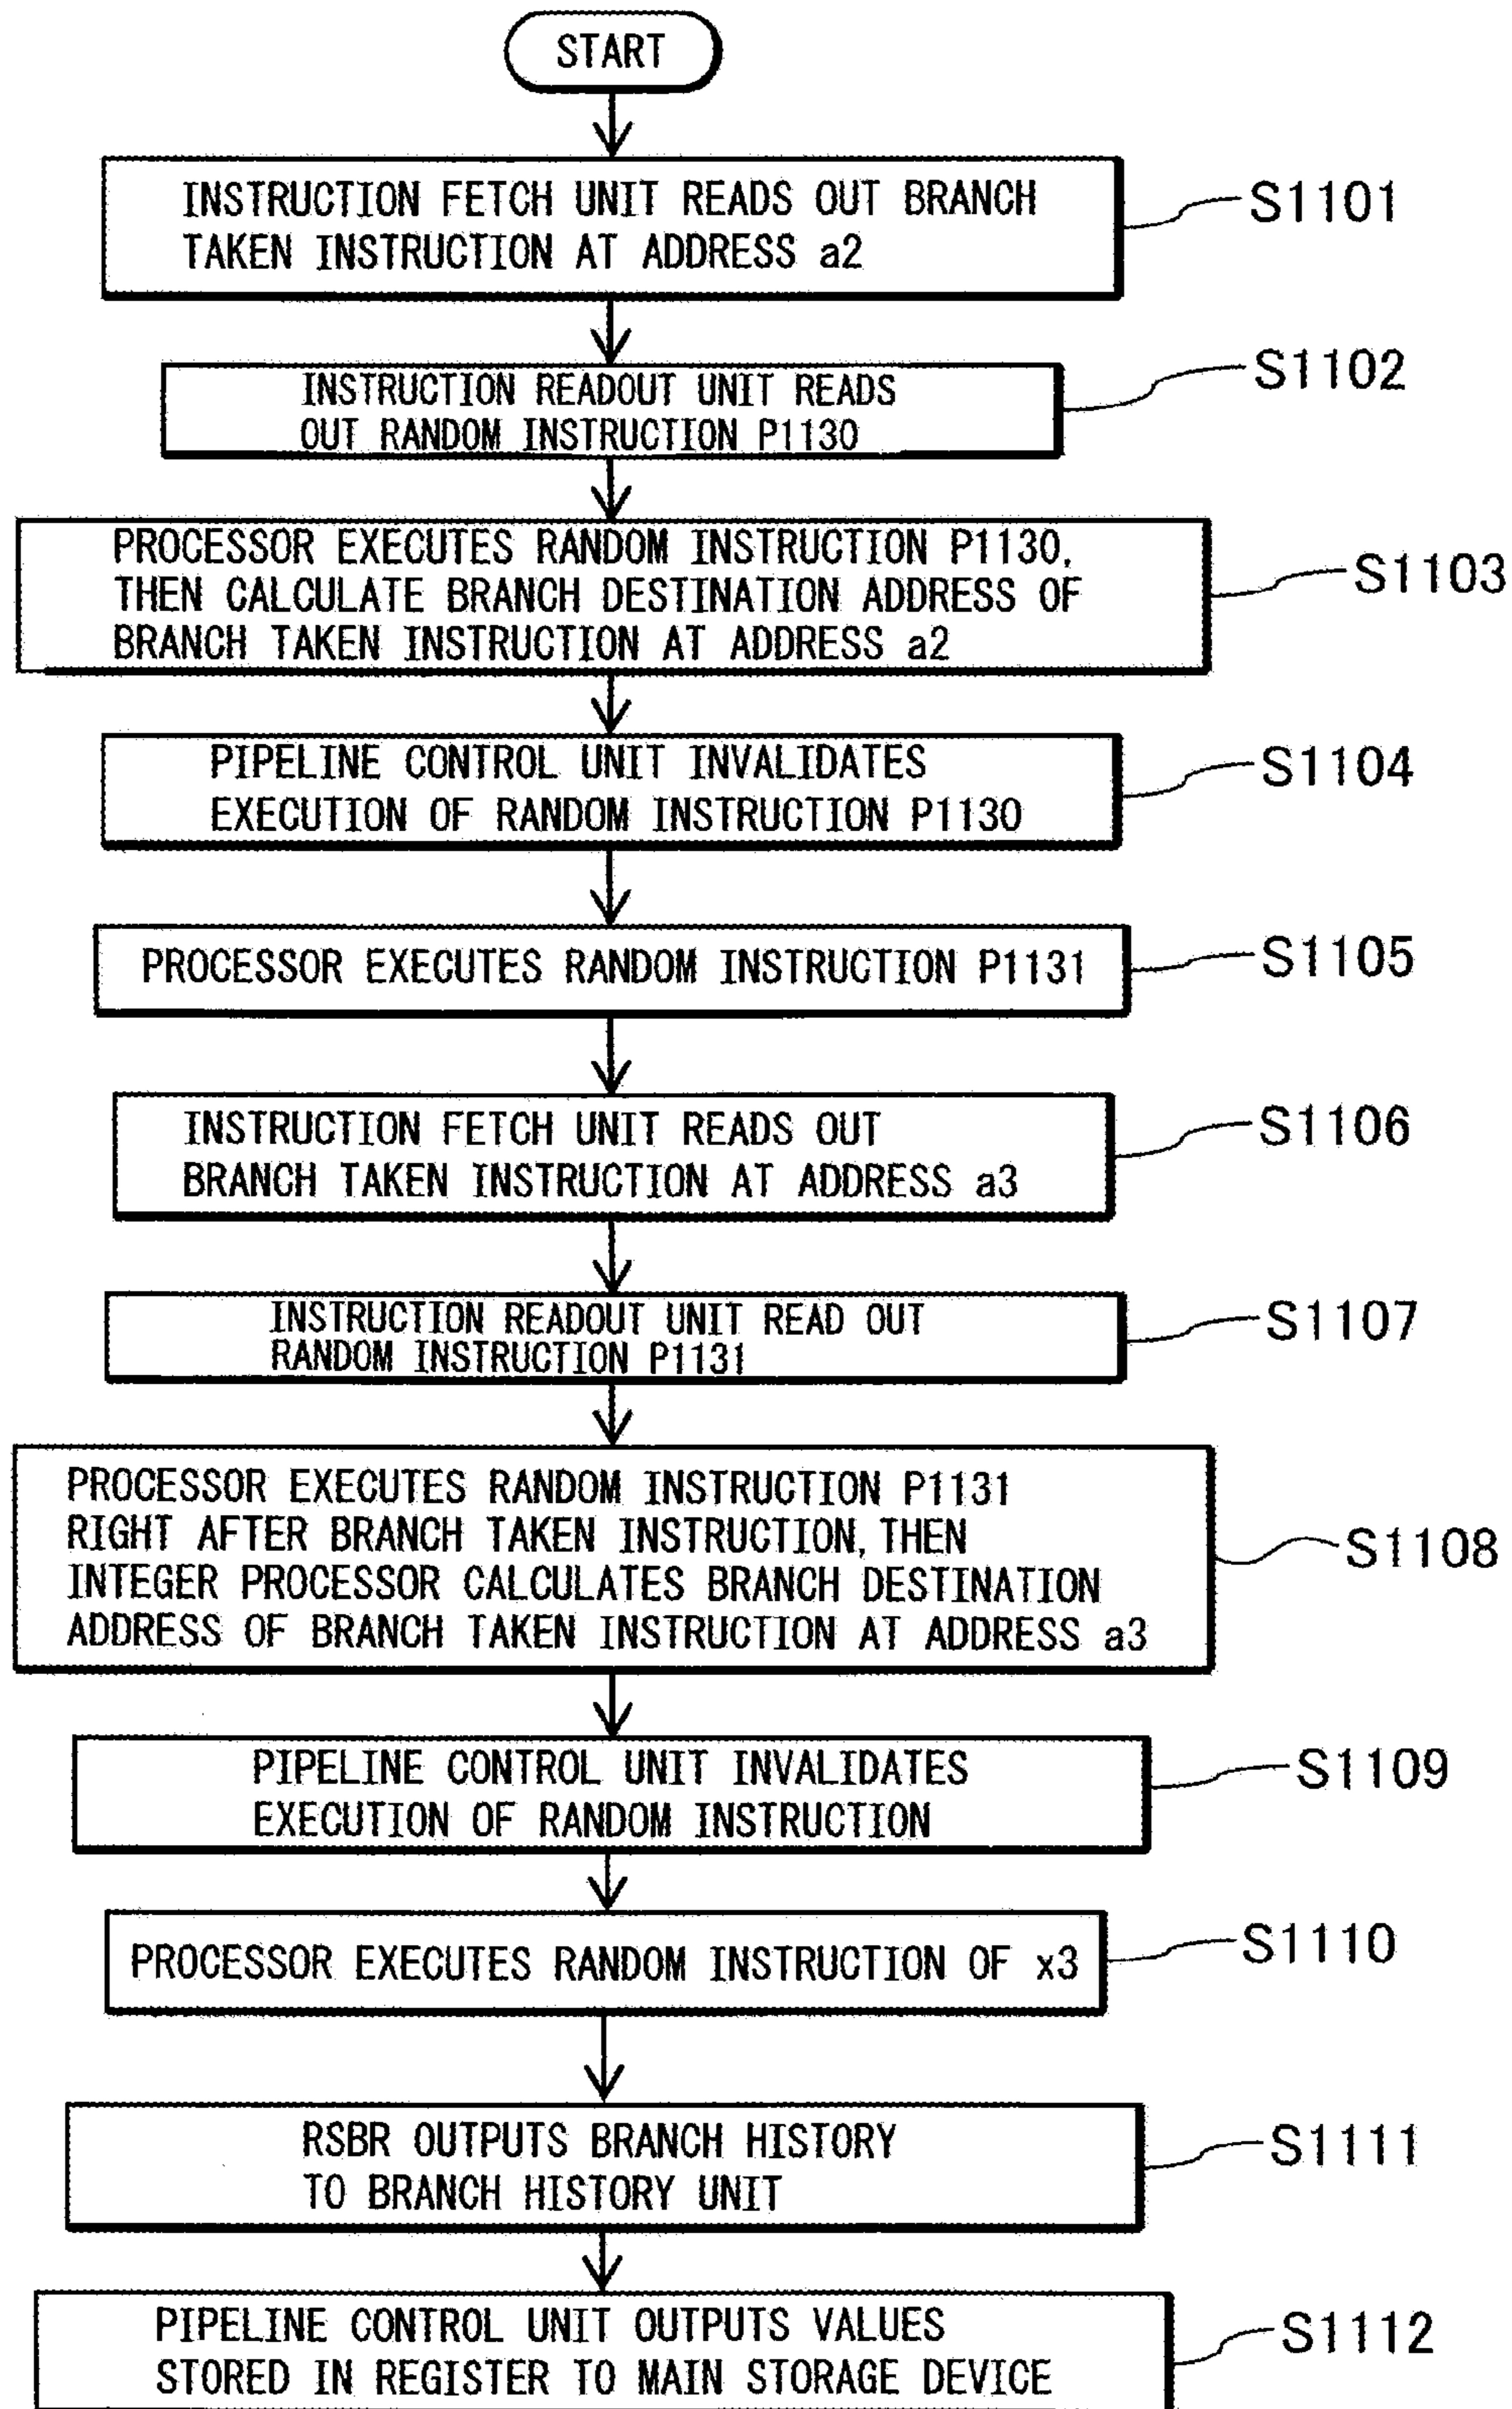 START
INSTRUCTION FETCH UNIT READS OUT BRANCH
TAKEN INSTRUCTION AT ADDRESS a2
S1101
INSTRUCTION READOUT UNIT READS
OUT RANDOM INSTRUCTION P1130
S1102
PROCESSOR EXECUTES RANDOM INSTRUCTION P1130,
THEN CALCULATE BRANCH DESTINATION ADDRESS OF
BRANCH TAKEN INSTRUCTION AT ADDRESS a2
S1103
PIPELINE CONTROL UNIT INVALIDATES
EXECUTION OF RANDOM INSTRUCTION P1130
S1104
PROCESSOR EXECUTES RANDOM INSTRUCTION P1131
S1105
INSTRUCTION FETCH UNIT READS OUT
BRANCH TAKEN INSTRUCTION AT ADDRESS a3
S1106
INSTRUCTION READOUT UNIT READ OUT
RANDOM INSTRUCTION P1131
S1107
PROCESSOR EXECUTES RANDOM INSTRUCTION P1131
RIGHT AFTER BRANCH TAKEN INSTRUCTION, THEN
INTEGER PROCESSOR CALCULATES BRANCH DESTINATION
ADDRESS OF BRANCH TAKEN INSTRUCTION AT ADDRESS a3
S1108
PIPELINE CONTROL UNIT INVALIDATES
EXECUTION OF RANDOM INSTRUCTION
S1109
PROCESSOR EXECUTES RANDOM INSTRUCTION OF x3
S1110
RSBR OUTPUTS BRANCH HISTORY
TO BRANCH HISTORY UNIT
S1111
PIPELINE CONTROL UNIT OUTPUTS VALUES
STORED IN REGISTER TO MAIN STORAGE DEVICE
S1112